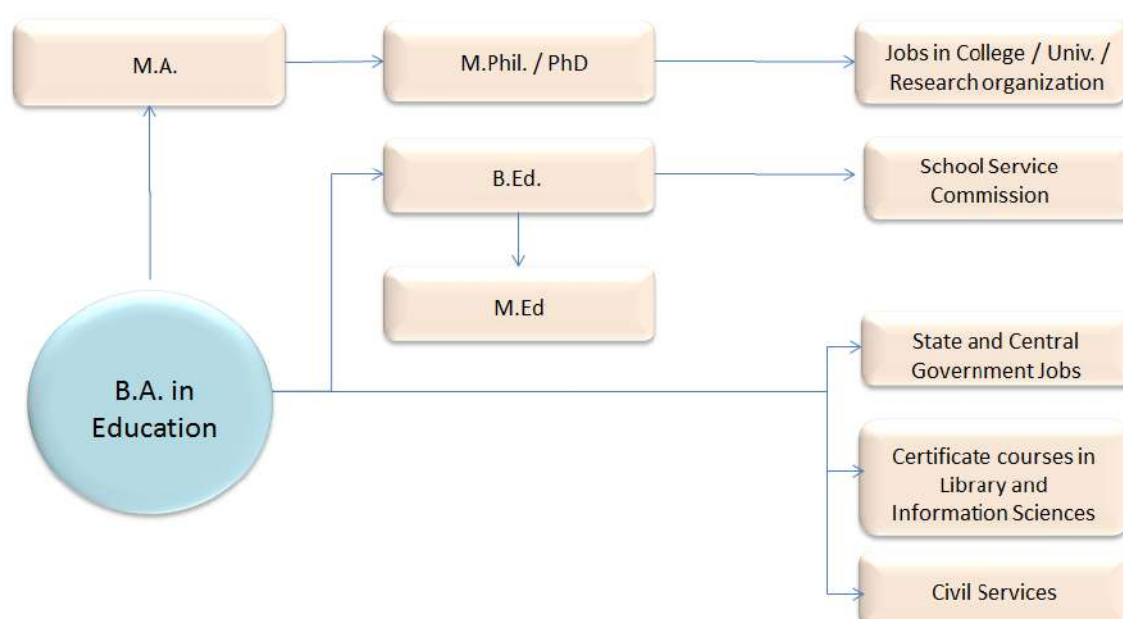 M.A.
M.Phil. / PhD
Jobs in College / Univ. /
Research organization
B.Ed.
School Service
Commission
M.Ed
B.A. in
Education
State and Central
Government Jobs
Certificate courses in
Library and
Information Sciences
Civil Services